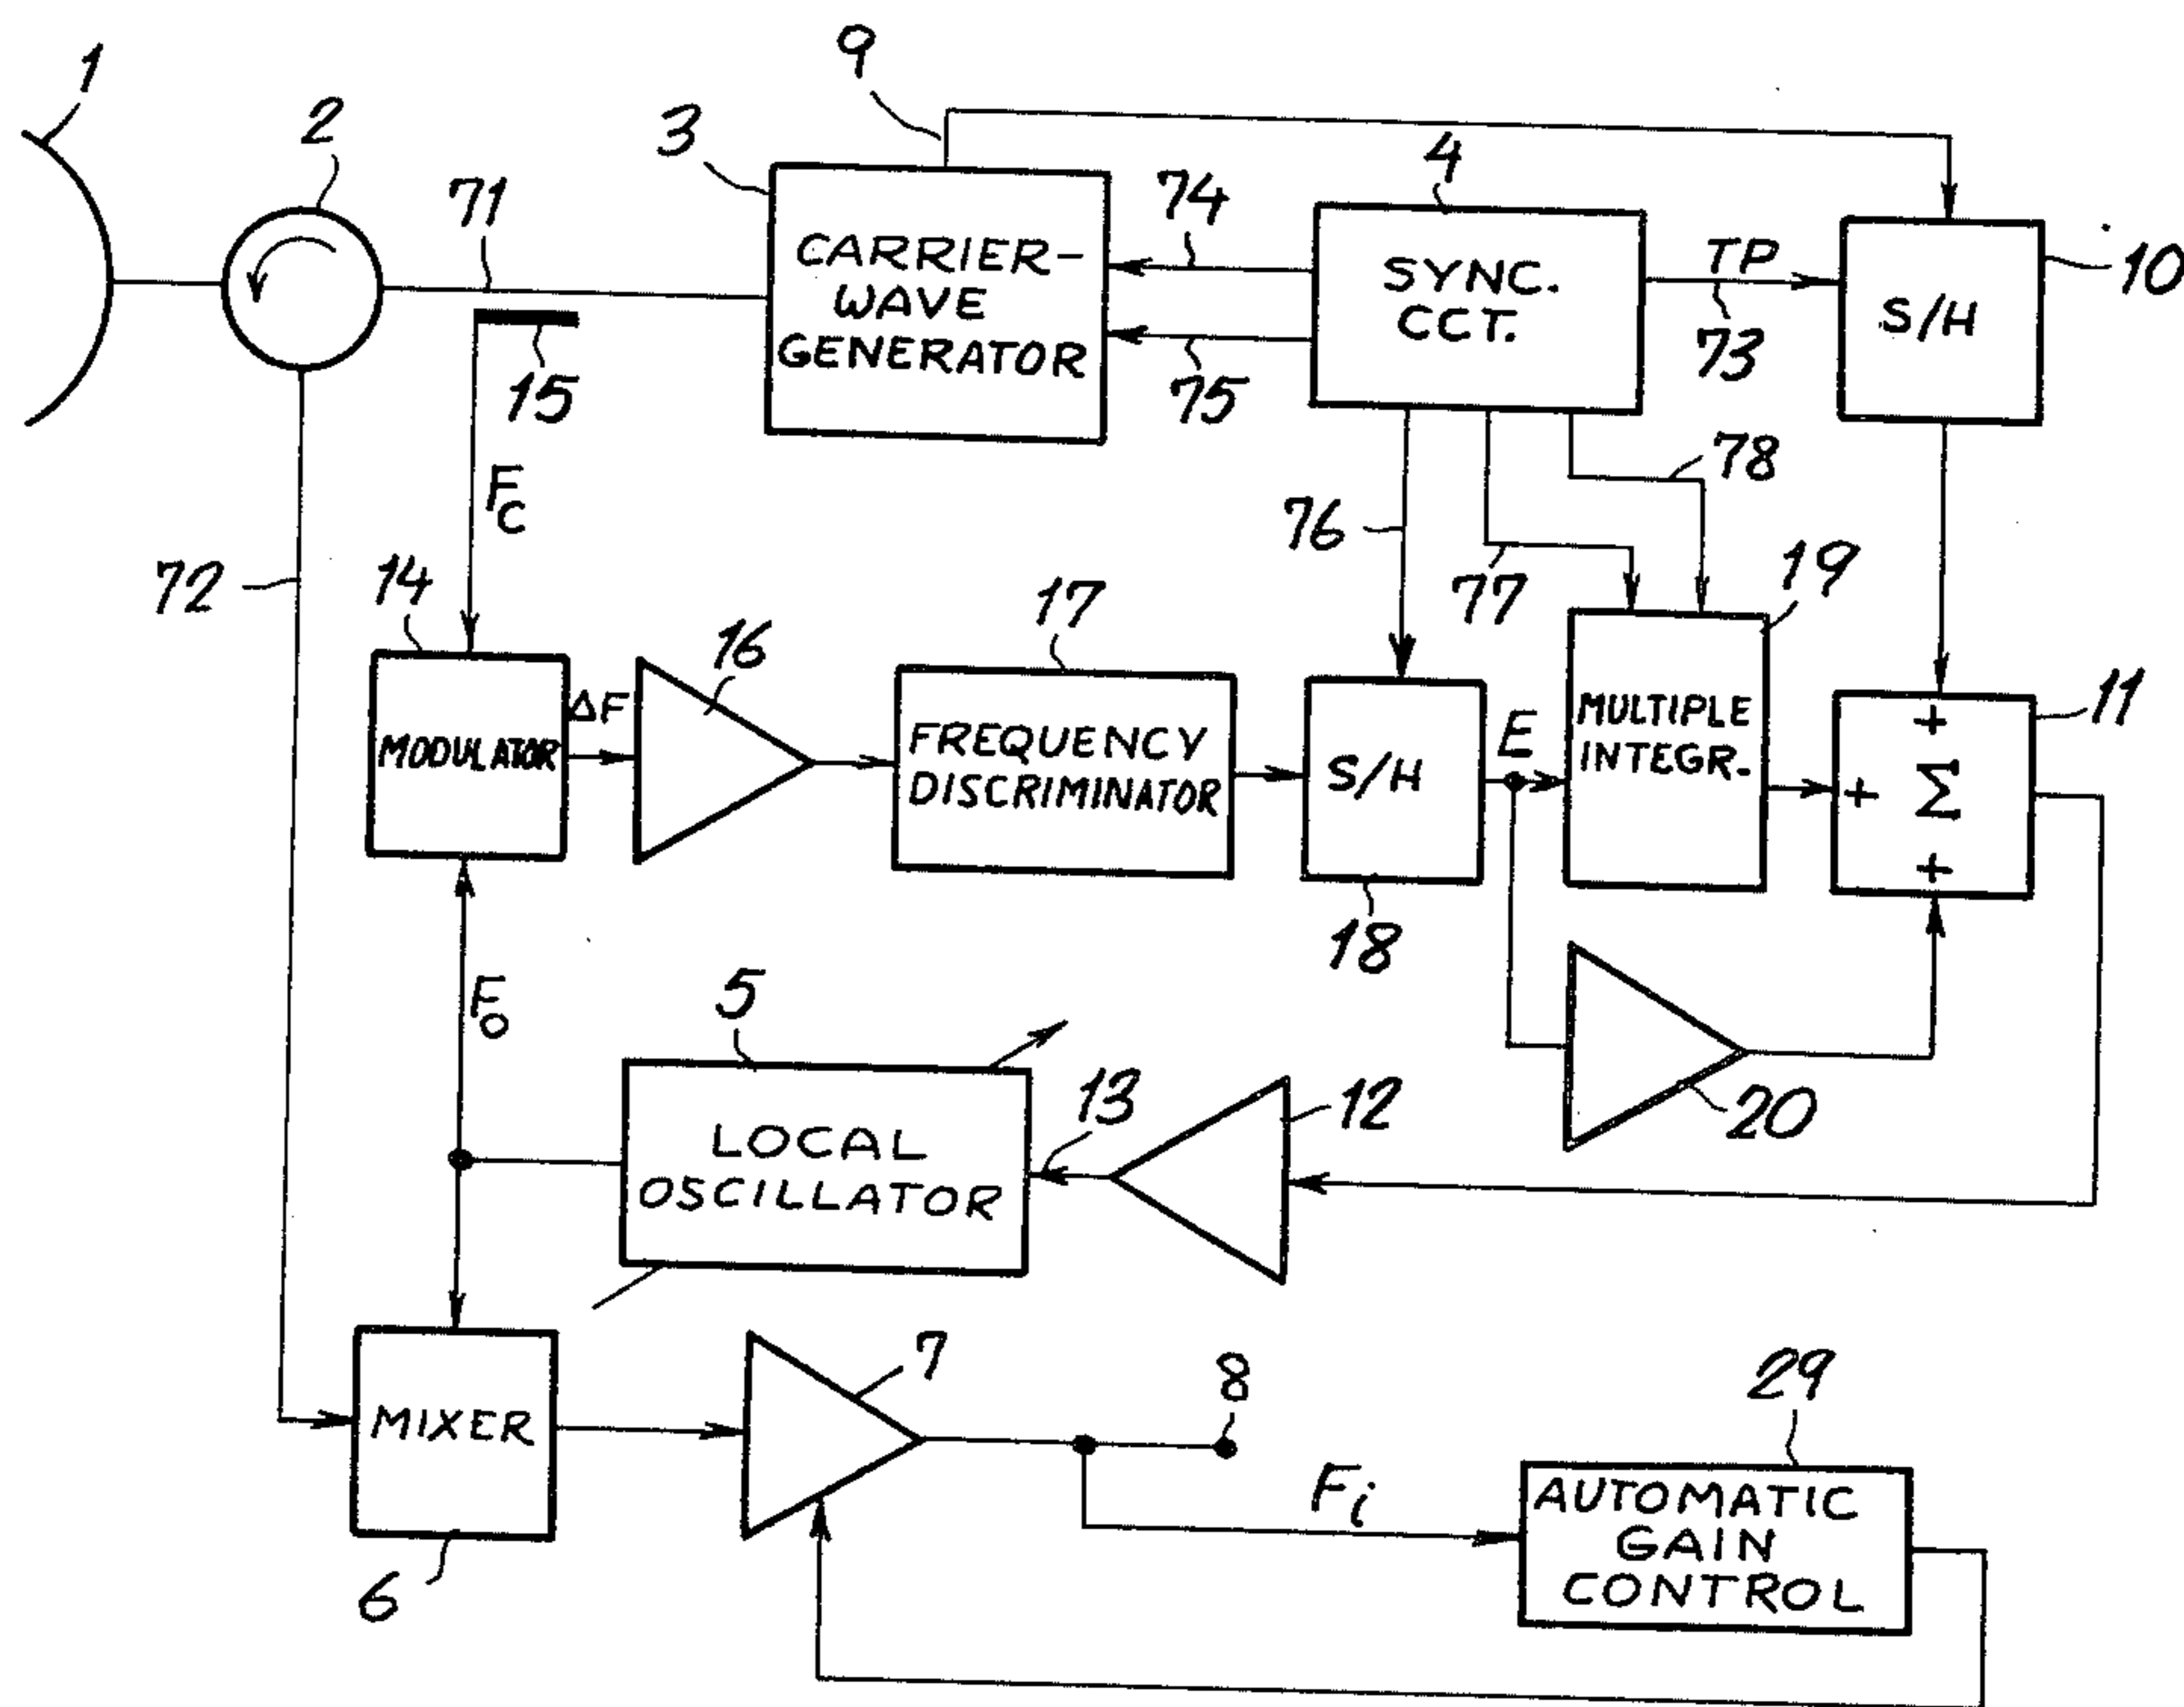 1
2
71
3
9
4
74
75
TP
73
10
CARRIER-
WAVE
GENERATOR
SYNC.
CCT.
S/H
15
Fc
72
14
76
77
78
19
16
17
11
MODULATOR
ΔF
FREQUENCY
DISCRIMINATOR
S/H
E
MULTIPLE
INTEGR.
+
+ Σ
+
18
Fo
5
13
12
20
LOCAL
OSCILLATOR
MIXER
6
7
8
Fi
29
AUTOMATIC
GAIN
CONTROL